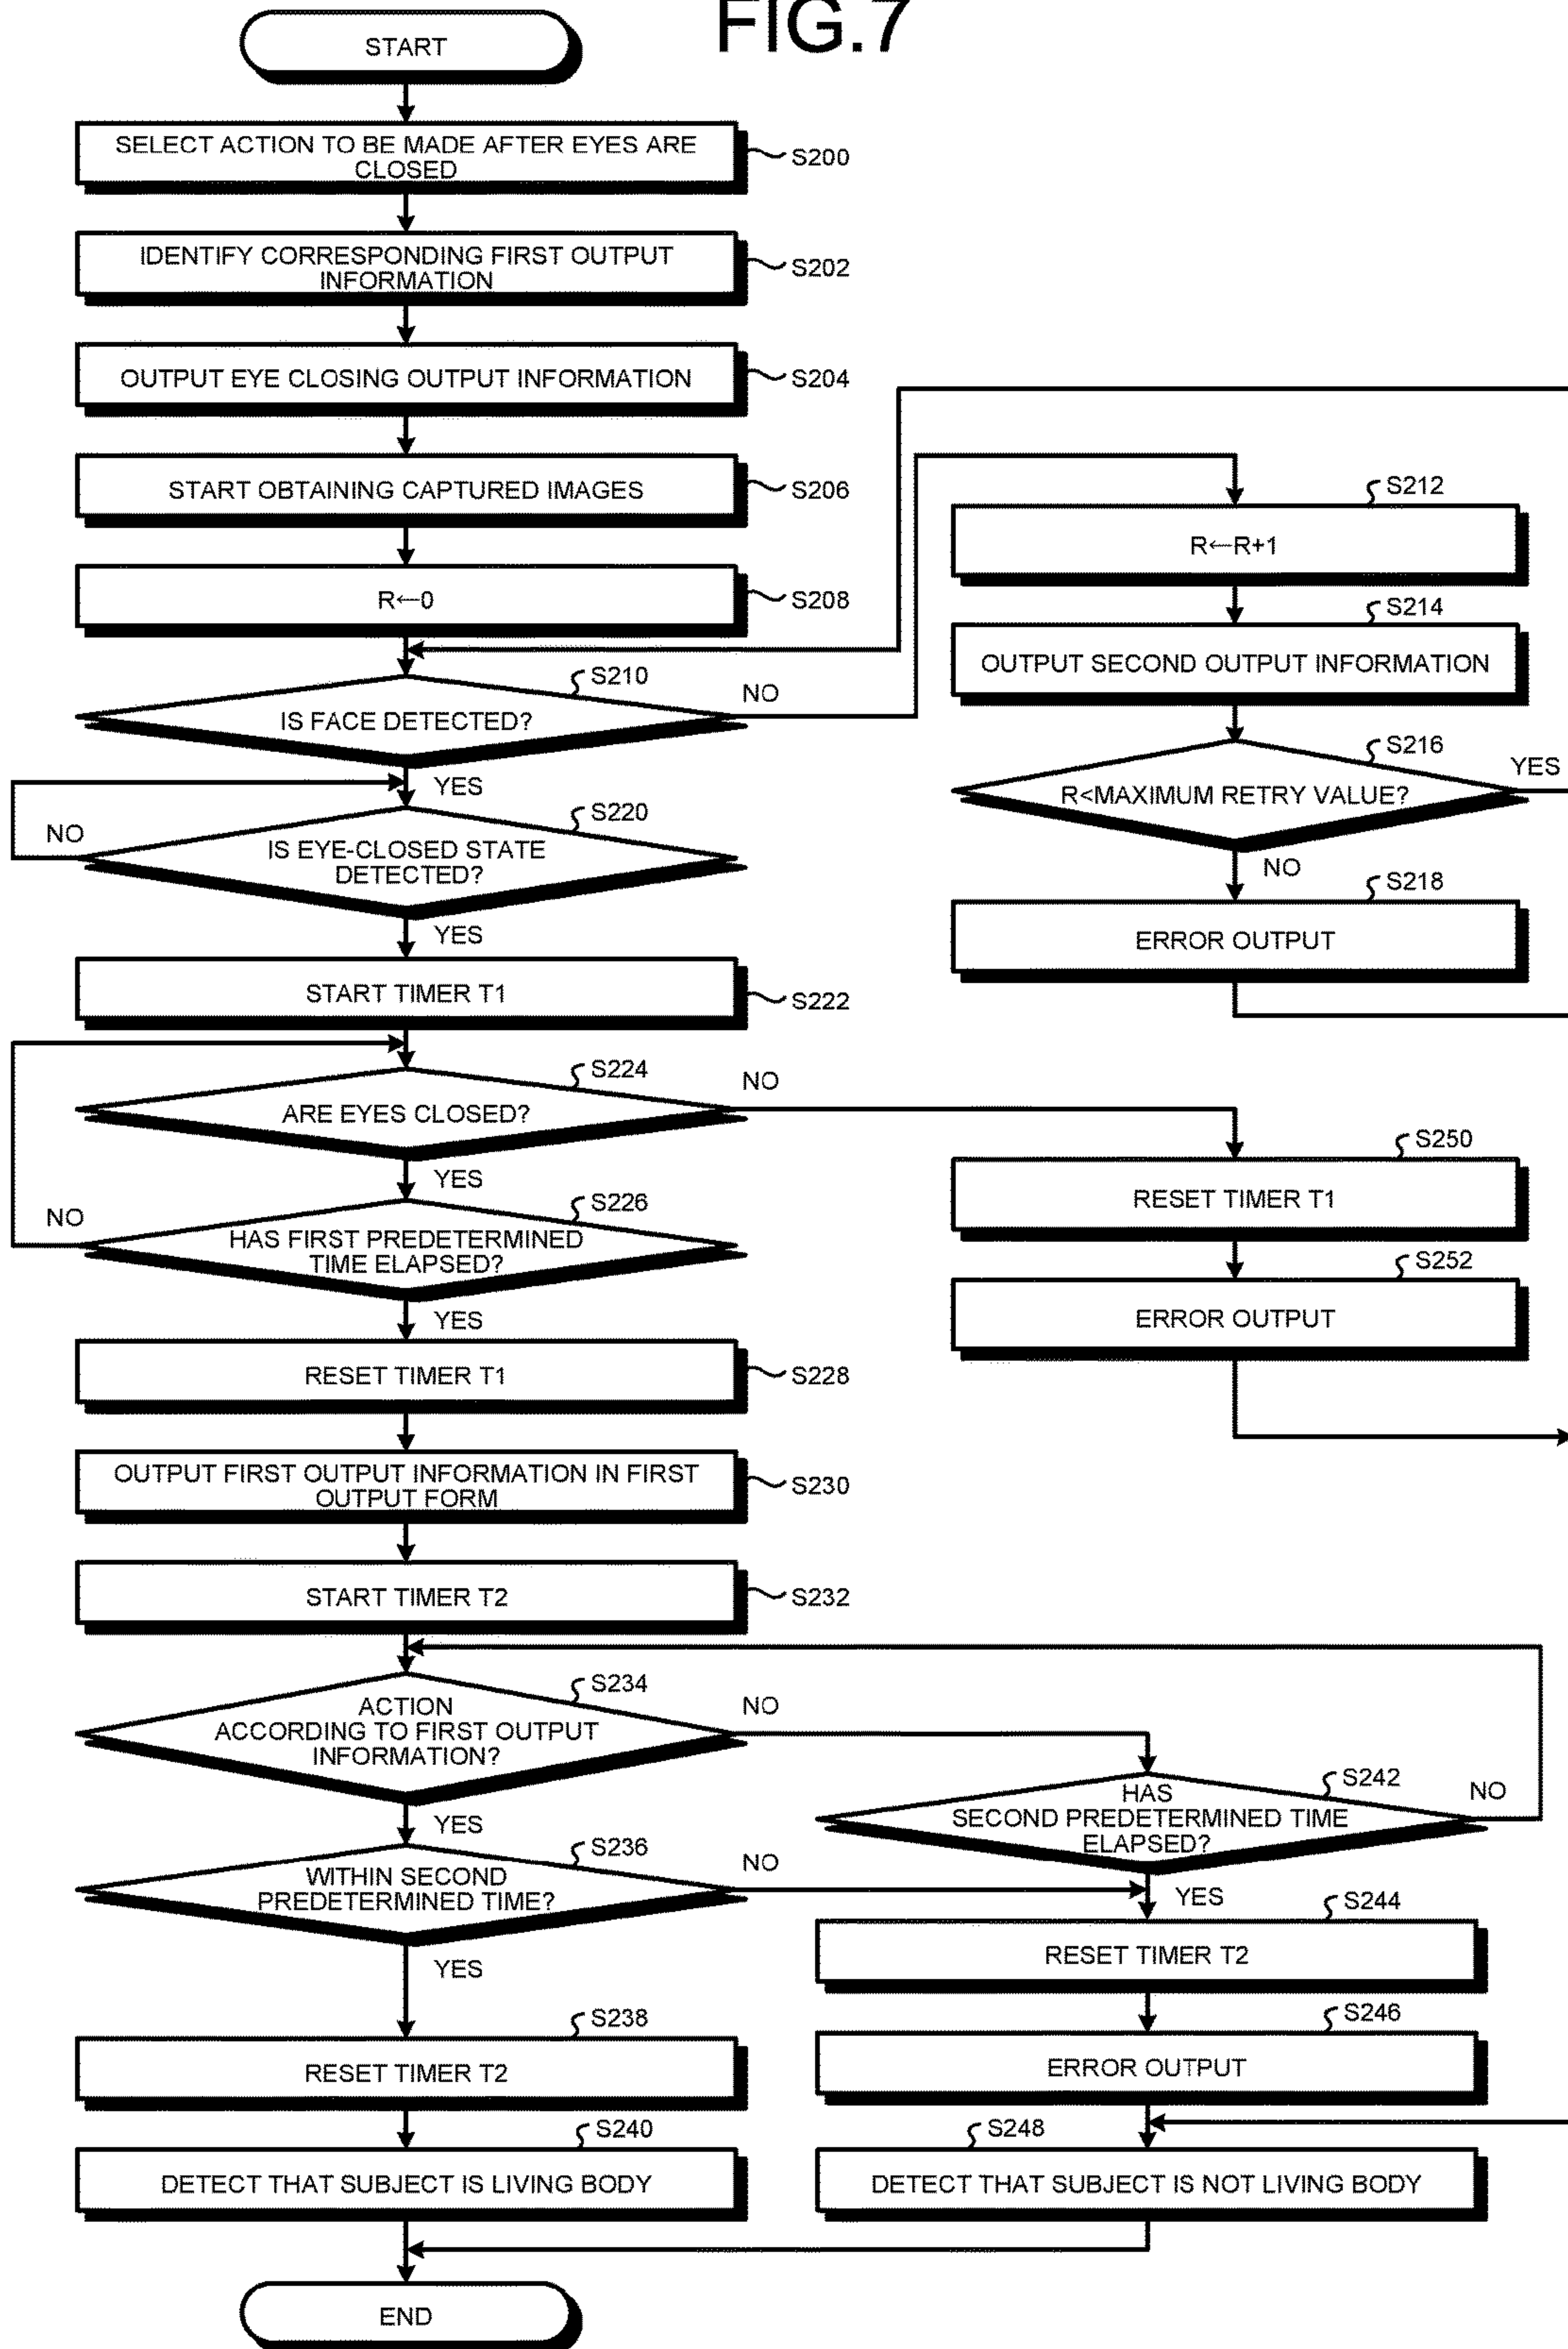 FIG.7
START
SELECT ACTION TO BE MADE AFTER EYES ARE
CLOSED
S200
IDENTIFY CORRESPONDING FIRST OUTPUT
INFORMATION
S202
OUTPUT EYE CLOSING OUTPUT INFORMATION
S204
START OBTAINING CAPTURED IMAGES
S206
R←0
S208
S210
IS FACE DETECTED?
NO
YES
S212
R←R+1
S214
OUTPUT SECOND OUTPUT INFORMATION
S216
R<MAXIMUM RETRY VALUE?
YES
NO
S218
ERROR OUTPUT
S220
IS EYE-CLOSED STATE
DETECTED?
NO
YES
START TIMER T1
S222
S224
ARE EYES CLOSED?
NO
YES
S226
HAS FIRST PREDETERMINED
TIME ELAPSED?
NO
YES
S250
RESET TIMER T1
S252
ERROR OUTPUT
RESET TIMER T1
S228
OUTPUT FIRST OUTPUT INFORMATION IN FIRST
OUTPUT FORM
S230
START TIMER T2
S232
S234
ACTION
ACCORDING TO FIRST OUTPUT
INFORMATION?
NO
YES
S242
HAS
SECOND PREDETERMINED TIME
ELAPSED?
NO
YES
S236
WITHIN SECOND
PREDETERMINED TIME?
NO
YES
S244
RESET TIMER T2
S246
ERROR OUTPUT
S238
RESET TIMER T2
S240
DETECT THAT SUBJECT IS LIVING BODY
S248
DETECT THAT SUBJECT IS NOT LIVING BODY
END